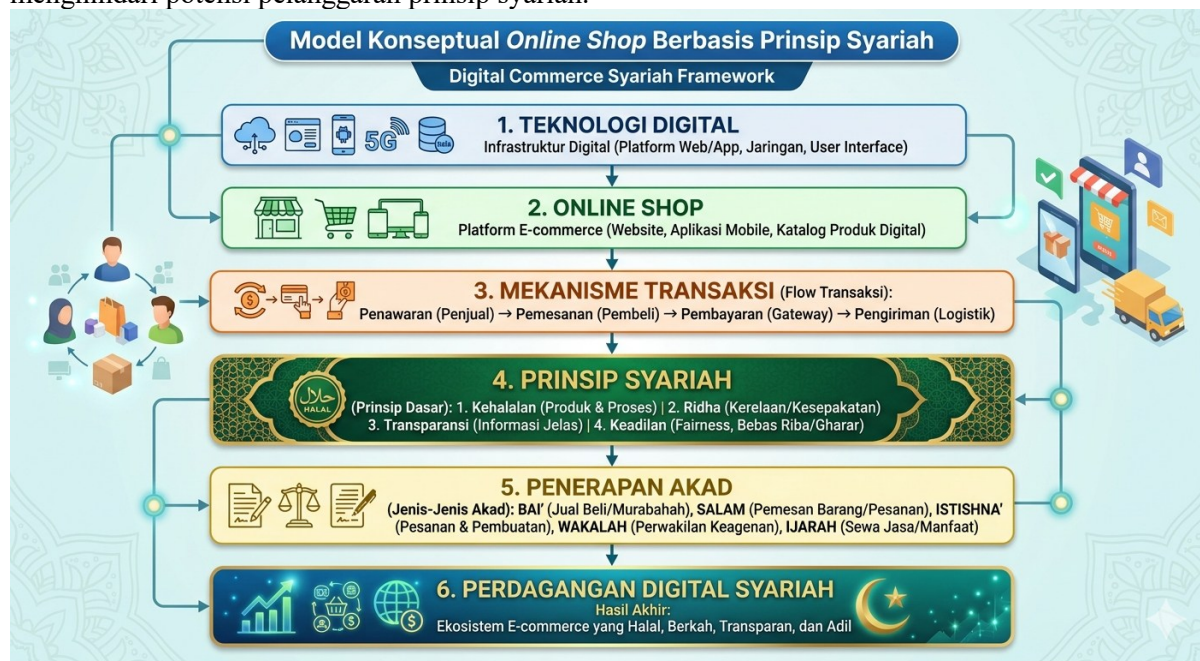 menghindari potensi pelanggaran prinsip syariah.
Model Konseptual Online Shop Berbasis Prinsip Syariah
Digital Commerce Syariah Framework
5G
1. TEKNOLOGI DIGITAL
Infrastruktur Digital (Platform Web/App, Jaringan, User Interface)
2. ONLINE SHOP
Platform E-commerce (Website, Aplikasi Mobile, Katalog Produk Digital)
3. MEKANISME TRANSAKSI (Flow Transaksi):
Penawaran (Penjual) → Pemesanan (Pembeli) → Pembayaran (Gateway) → Pengiriman (Logistik)
حلال
HALAL
4. PRINSIP SYARIAH
(Prinsip Dasar): 1. Kehalalan (Produk & Proses) | 2. Ridha (Kerelaan/Kesepakatan)
3. Transparansi (Informasi Jelas) | 4. Keadilan (Fairness, Bebas Riba/Gharar)
5. PENERAPAN AKAD
(Jenis-Jenis Akad): BAI' (Jual Beli/Murabahah), SALAM (Pemesan Barang/Pesanan), ISTISHNA'
(Pesanan & Pembuatan), WAKALAH (Perwakilan Keagenan), IJARAH (Sewa Jasa/Manfaat)
6. PERDAGANGAN DIGITAL SYARIAH
Hasil Akhir:
Ekosistem E-commerce yang Halal, Berkah, Transparan, dan Adil